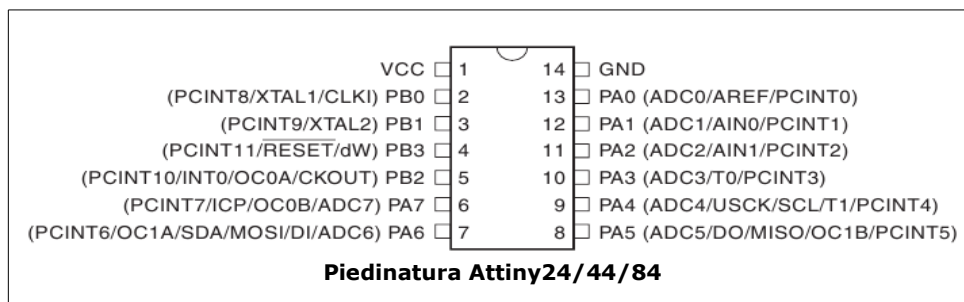 VCC 1 14 GND
(PCINT8/XTAL1/CLKI) PB0 2 13 PA0 (ADC0/AREF/PCINT0)
(PCINT9/XTAL2) PB1 3 12 PA1 (ADC1/AIN0/PCINT1)
(PCINT11/RESET/dW) PB3 4 11 PA2 (ADC2/AIN1/PCINT2)
(PCINT10/INT0/OC0A/CKOUT) PB2 5 10 PA3 (ADC3/T0/PCINT3)
(PCINT7/ICP/OC0B/ADC7) PA7 6 9 PA4 (ADC4/USCK/SCL/T1/PCINT4)
(PCINT6/OC1A/SDA/MOSI/DI/ADC6) PA6 7 8 PA5 (ADC5/DO/MISO/OC1B/PCINT5)
Piedinatura Attiny24/44/84